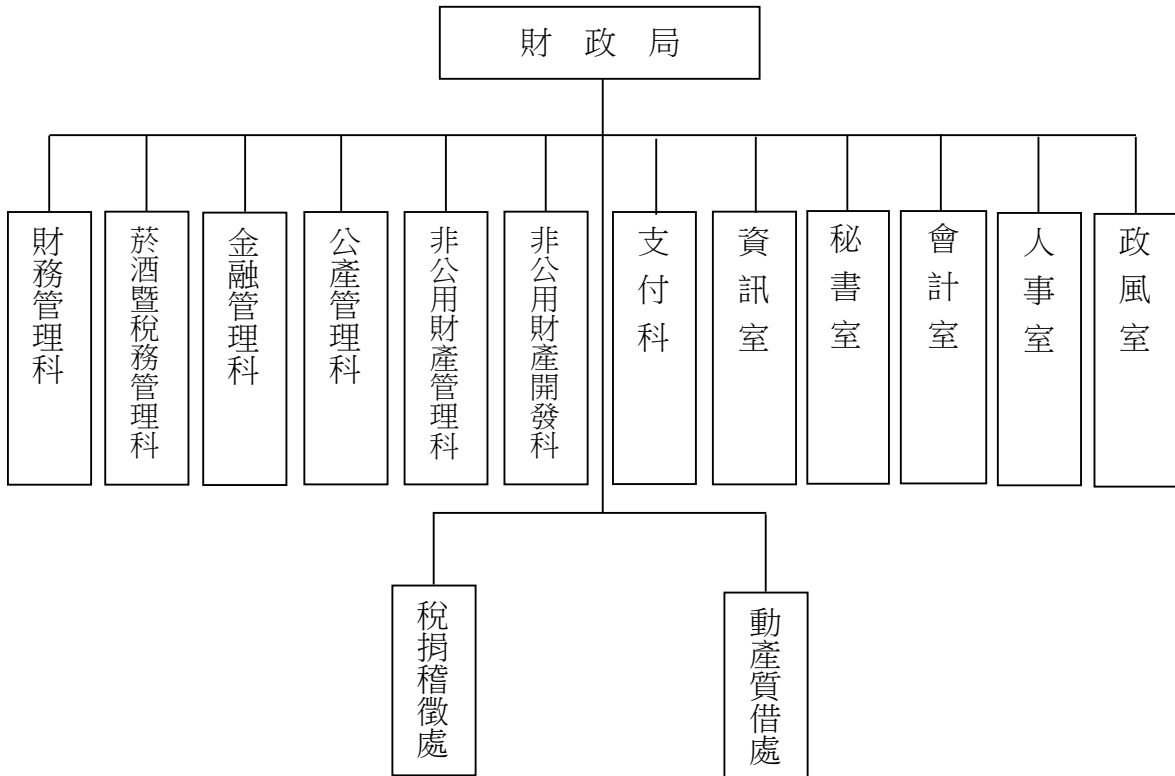 財政局
財務管理科
菸酒暨稅務管理科
金融管理科
公產管理科
非公用財產管理科
非公用財產開發科
支付科
資訊室
秘書室
會計室
人事室
政風室
稅捐稽徵處
動產質借處